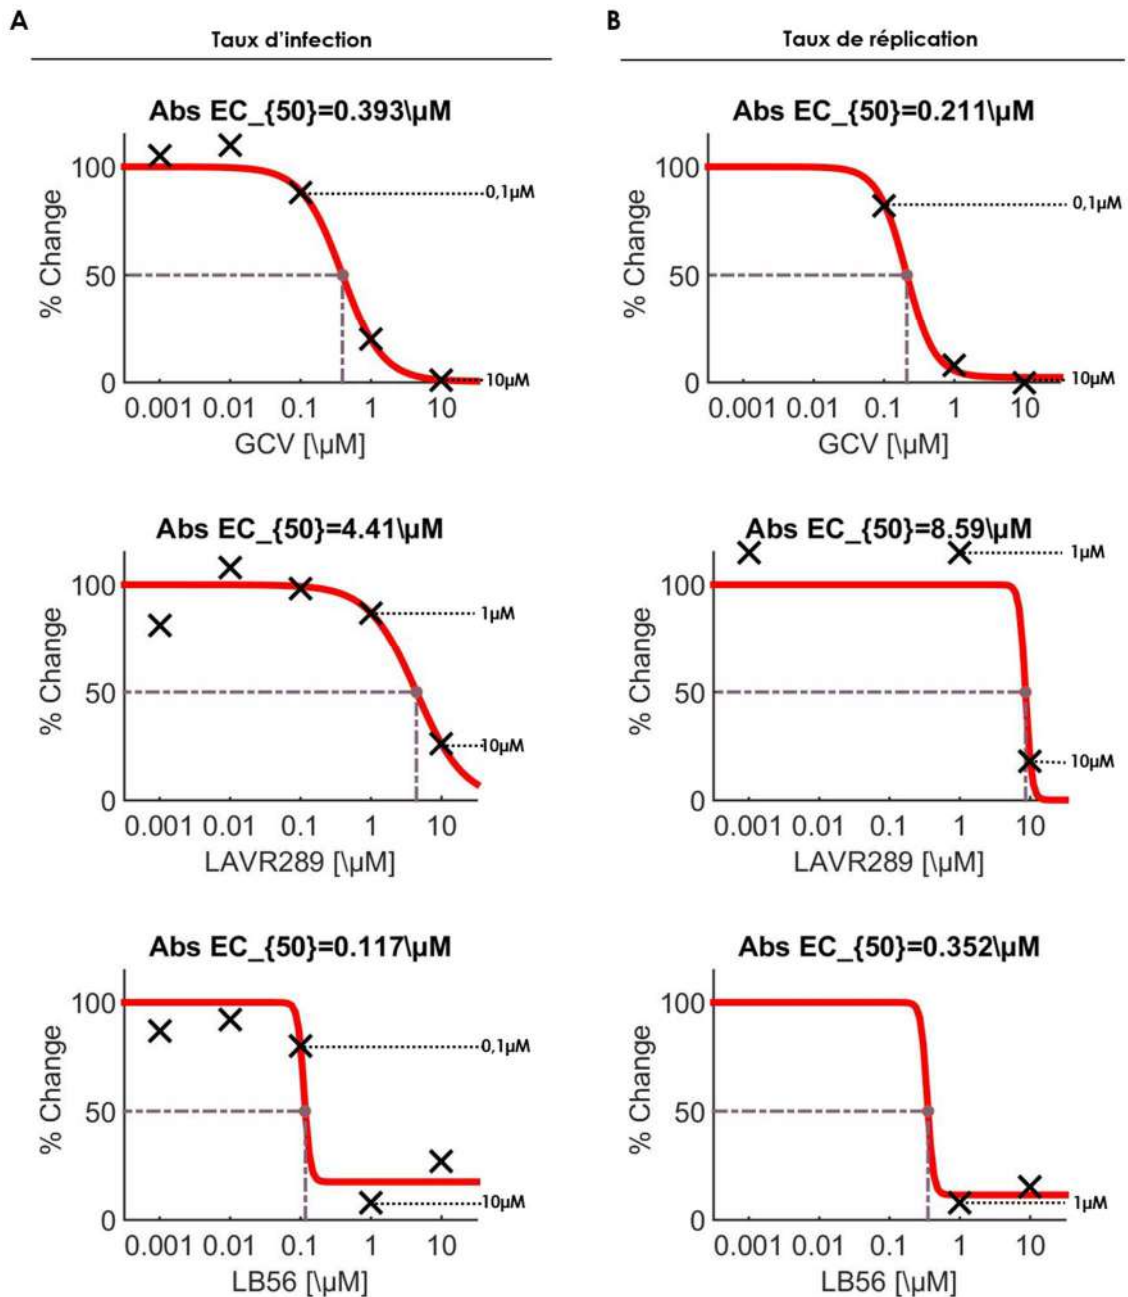 A
Taux d'infection
B
Taux de réplication
Abs EC_{50}=0.393\µM
100
50
0
% Change
0,1µM
10µM
0.001 0.01 0.1 1 10
GCV [\µM]
Abs EC_{50}=0.211\µM
100
50
0
% Change
0,1µM
10µM
0.001 0.01 0.1 1 10
GCV [\µM]
Abs EC_{50}=4.41\µM
100
50
0
% Change
1µM
10µM
0.001 0.01 0.1 1 10
LAVR289 [\µM]
Abs EC_{50}=8.59\µM
100
50
0
% Change
1µM
10µM
0.001 0.01 0.1 1 10
LAVR289 [\µM]
Abs EC_{50}=0.117\µM
100
50
0
% Change
0,1µM
10µM
0.001 0.01 0.1 1 10
LB56 [\µM]
Abs EC_{50}=0.352\µM
100
50
0
% Change
1µM
0.001 0.01 0.1 1 10
LB56 [\µM]